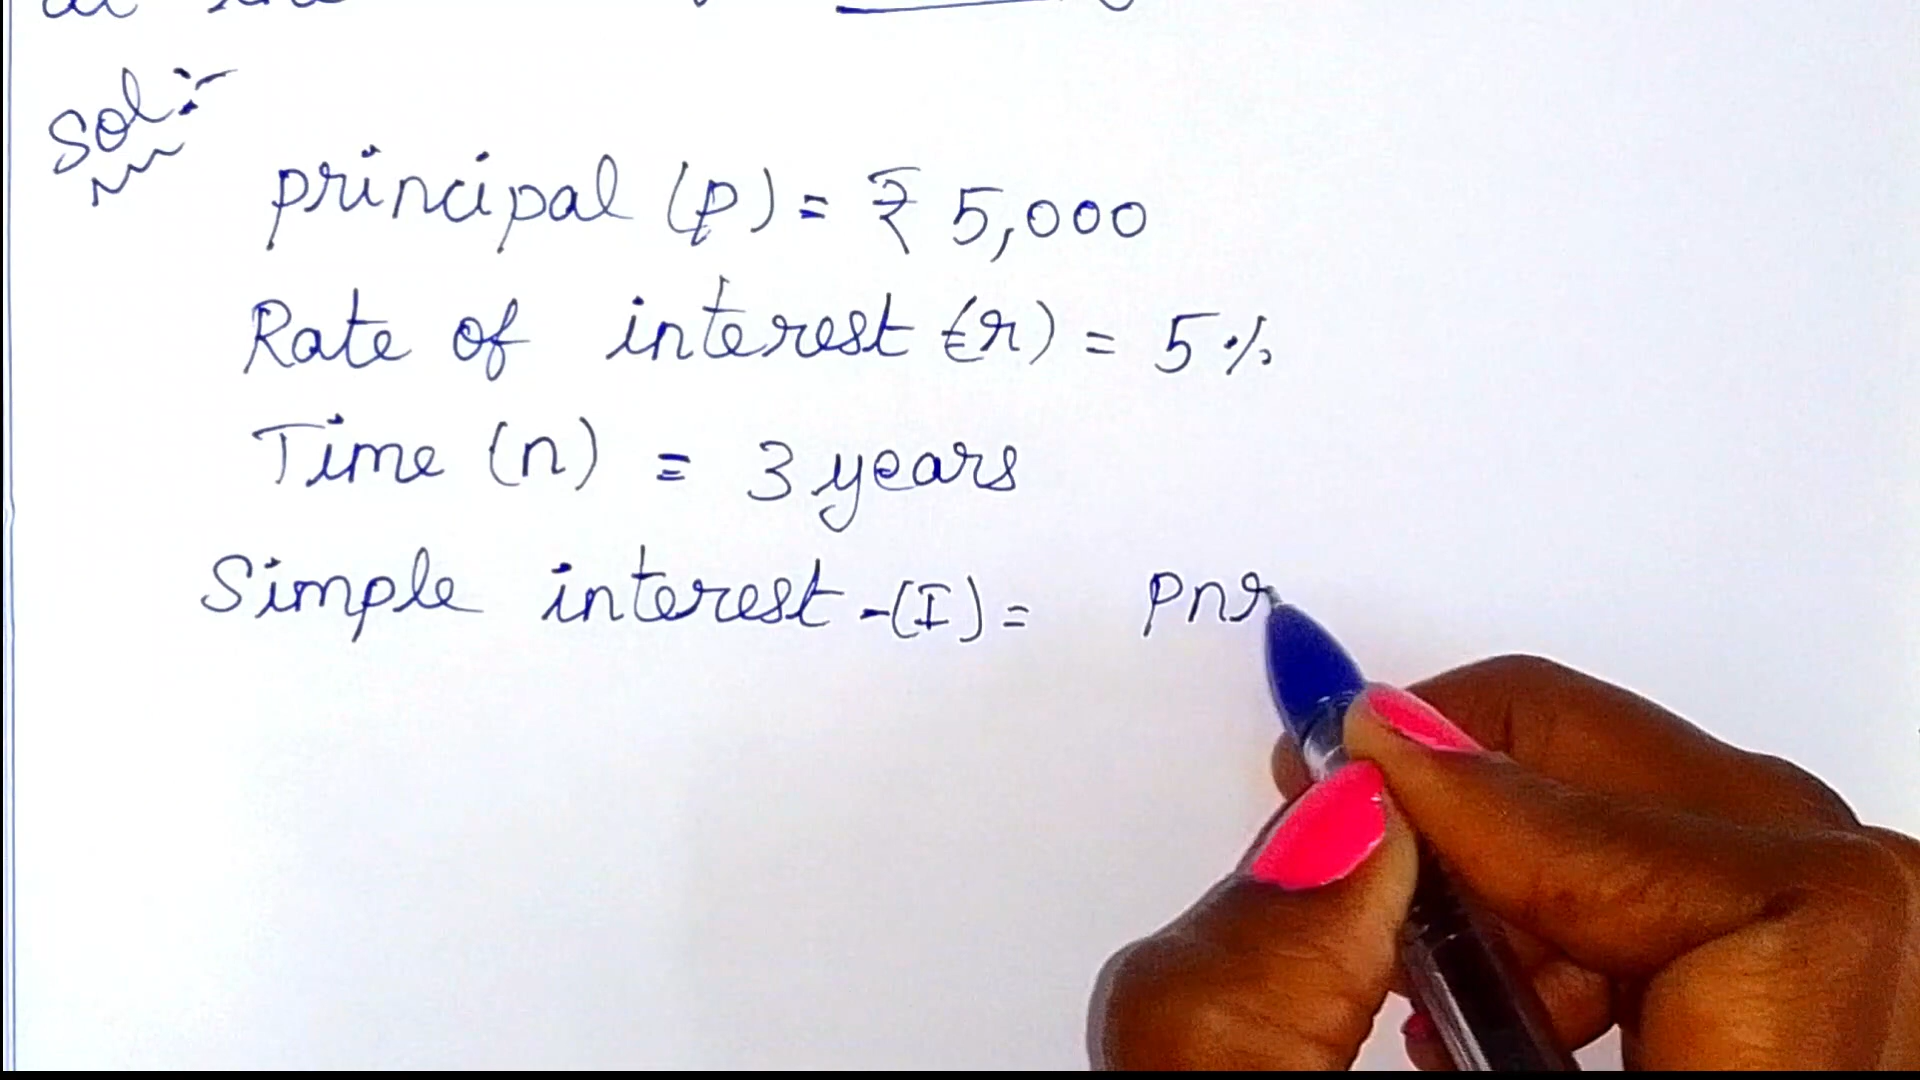 Sol:-
principal (p) = ₹ 5,000
Rate of interest (r) = 5%
Time (n) = 3 years
Simple interest -(I) = pnr